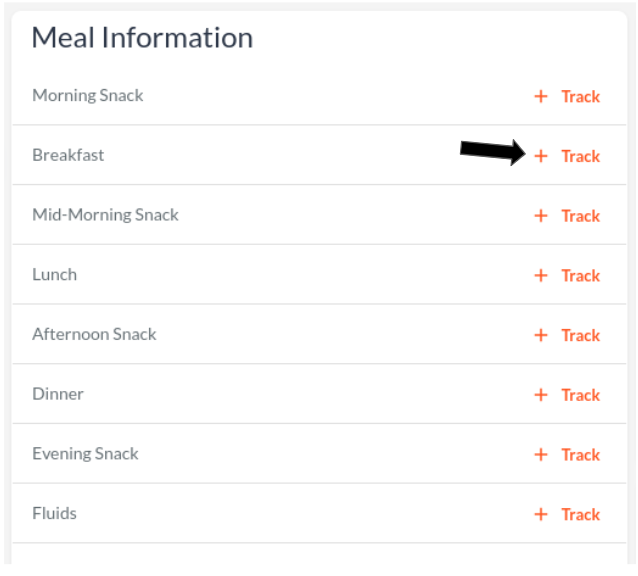 Meal Information
Morning Snack + Track
Breakfast + Track
Mid-Morning Snack + Track
Lunch + Track
Afternoon Snack + Track
Dinner + Track
Evening Snack + Track
Fluids + Track